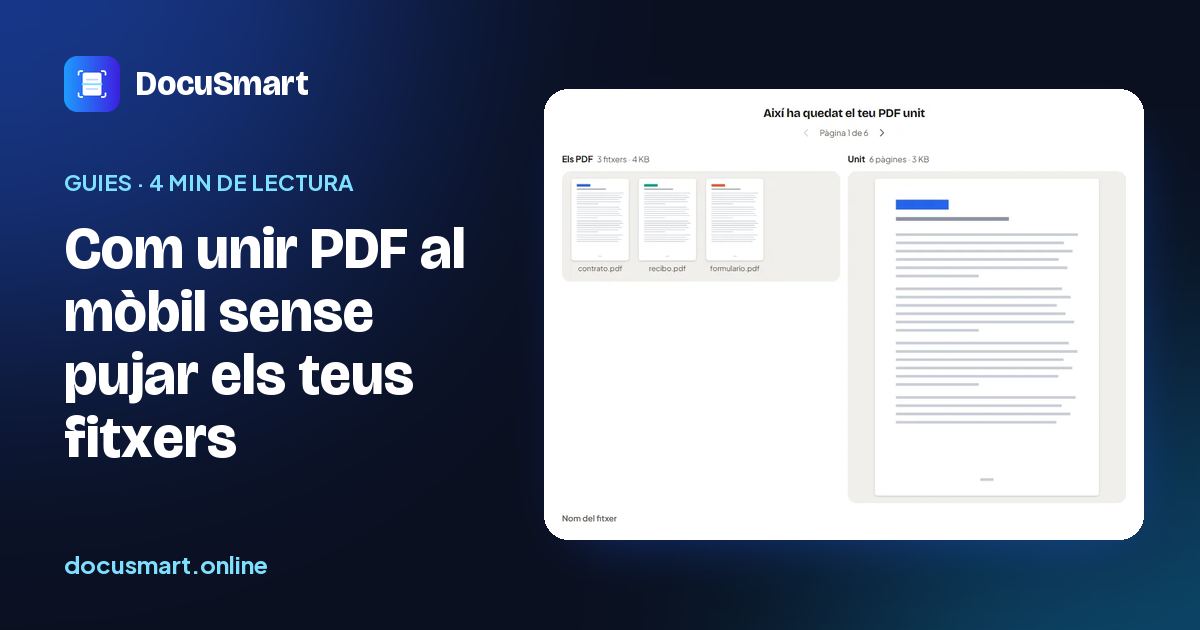 DocuSmart
GUIES · 4 MIN DE LECTURA
Com unir PDF al
mòbil sense
pujar els teus
fitxers
docusmart.online
Així ha quedat el teu PDF unit
Pàgina 1 de 6
Els PDF 3 fitxers · 4 KB
contrato.pdf
recibo.pdf
formulario.pdf
Unit 6 pàgines · 3 KB
Nom del fitxer